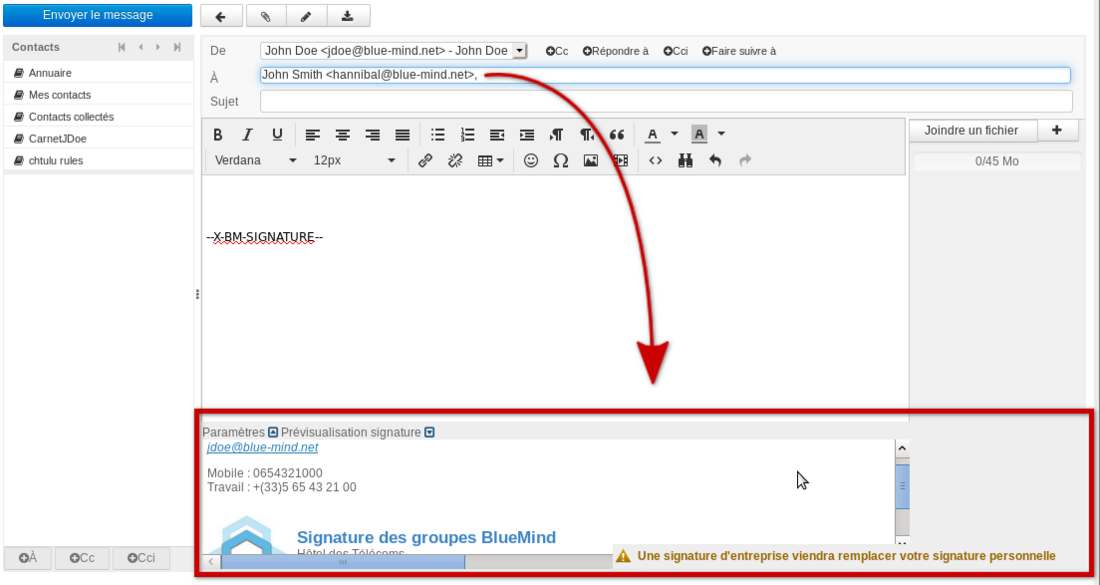 Envoyer le message
Contacts
Annuaire
Mes contacts
Contacts collectés
CarnetJDoe
chtulu rules
À Cc Cci
De John Doe <jdoe@blue-mind.net> - John Doe Cc Répondre à Cci Faire suivre à
À John Smith <hannibal@blue-mind.net>,
Sujet
B I U A A
Verdana 12px
Joindre un fichier +
0/45 Mo
--X-BM-SIGNATURE--
Paramètres Prévisualisation signature
jdoe@blue-mind.net
Mobile : 0654321000
Travail : +(33)5 65 43 21 00
Signature des groupes BlueMind
Hôtel des Télécoms
Une signature d'entreprise viendra remplacer votre signature personnelle